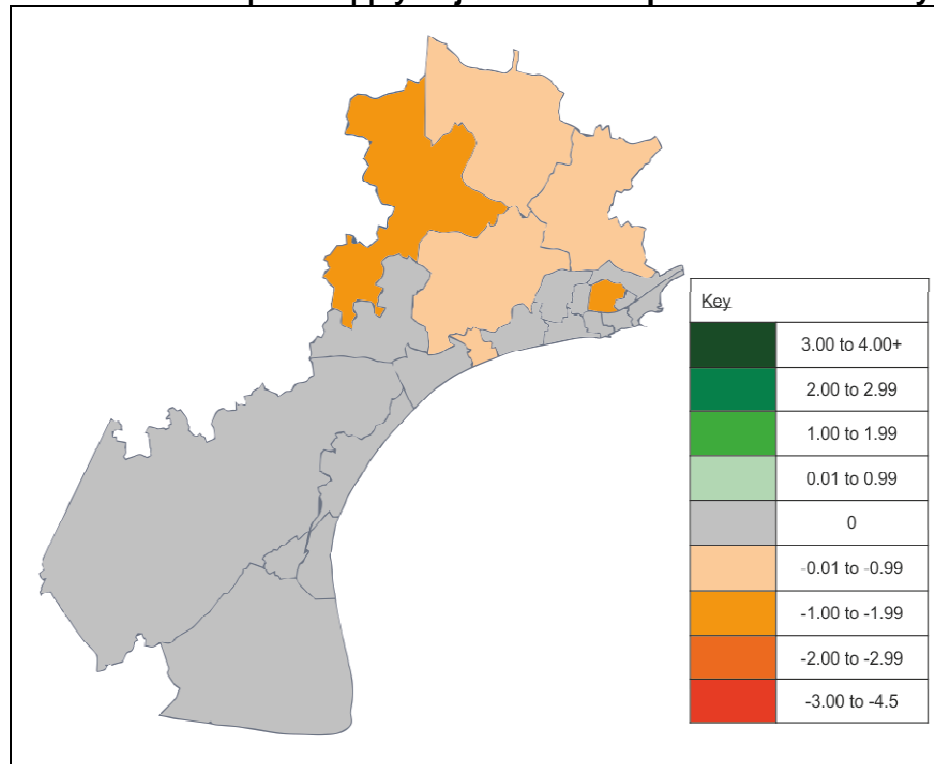 Key
3.00 to 4.00+
2.00 to 2.99
1.00 to 1.99
0.01 to 0.99
0
-0.01 to -0.99
-1.00 to -1.99
-2.00 to -2.99
-3.00 to -4.5